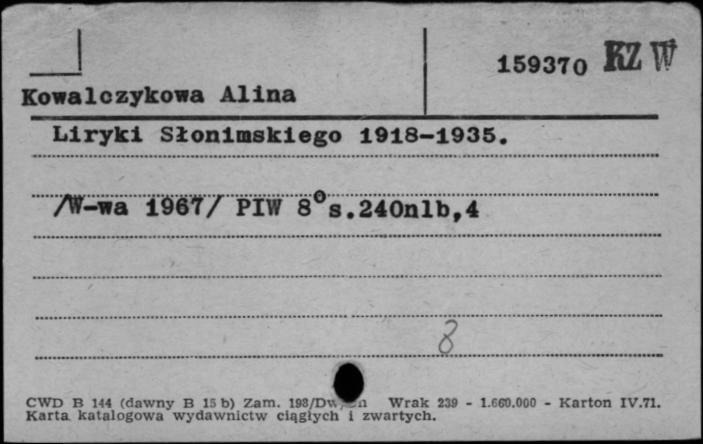 159370 KZ W
Kowalczykowa Alina
Liryki Słonimskiego 1918-1935.
/W-wa 1967/ PIW 8°s.240nlb,4
8
CWD B 144 (dawny B 15 b) Zam. 198/Dw, Wrak 239 - 1.660.000 - Karton IV.71.
Karta katalogowa wydawnictw ciągłych i zwartych.